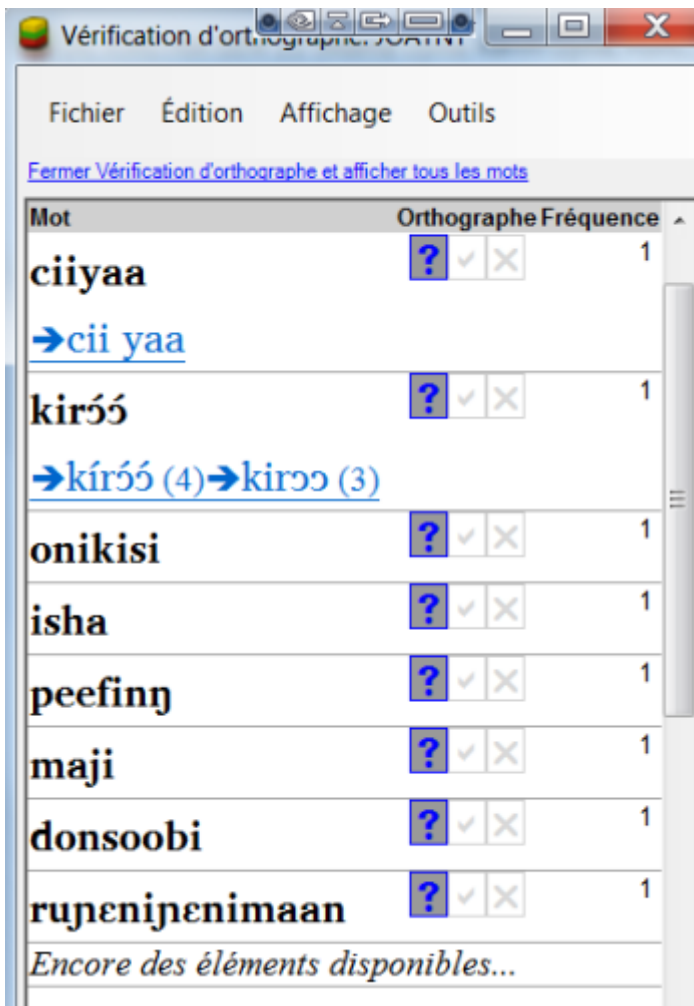 Vérification d'orthographe: JOATNT
Fichier Édition Affichage Outils
Fermer Vérification d'orthographe et afficher tous les mots
Mot Orthographe Fréquence
ciiyaa ? 1
➔cii yaa
kirɔ́ɔ́ ? 1
➔kírɔ́ɔ́ (4)➔kirɔɔ (3)
onikisi ? 1
isha ? 1
peefinŋ ? 1
maji ? 1
donsoobi ? 1
ruɲɛniɲɛnimaan ? 1
Encore des éléments disponibles...